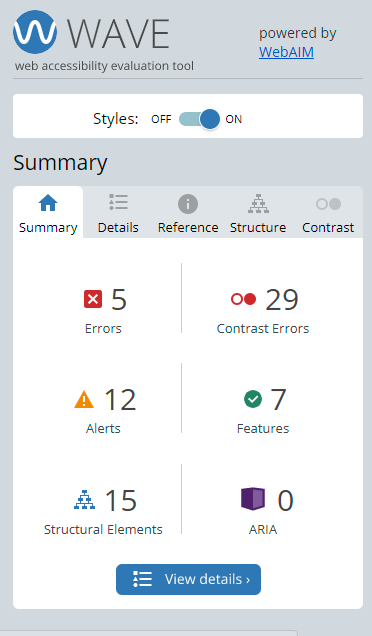 WAVE
powered by
WebAIM
web accessibility evaluation tool
Styles: OFF ON
Summary
Summary Details Reference Structure Contrast
5 29
Errors Contrast Errors
12 7
Alerts Features
15 0
Structural Elements ARIA
View details ›